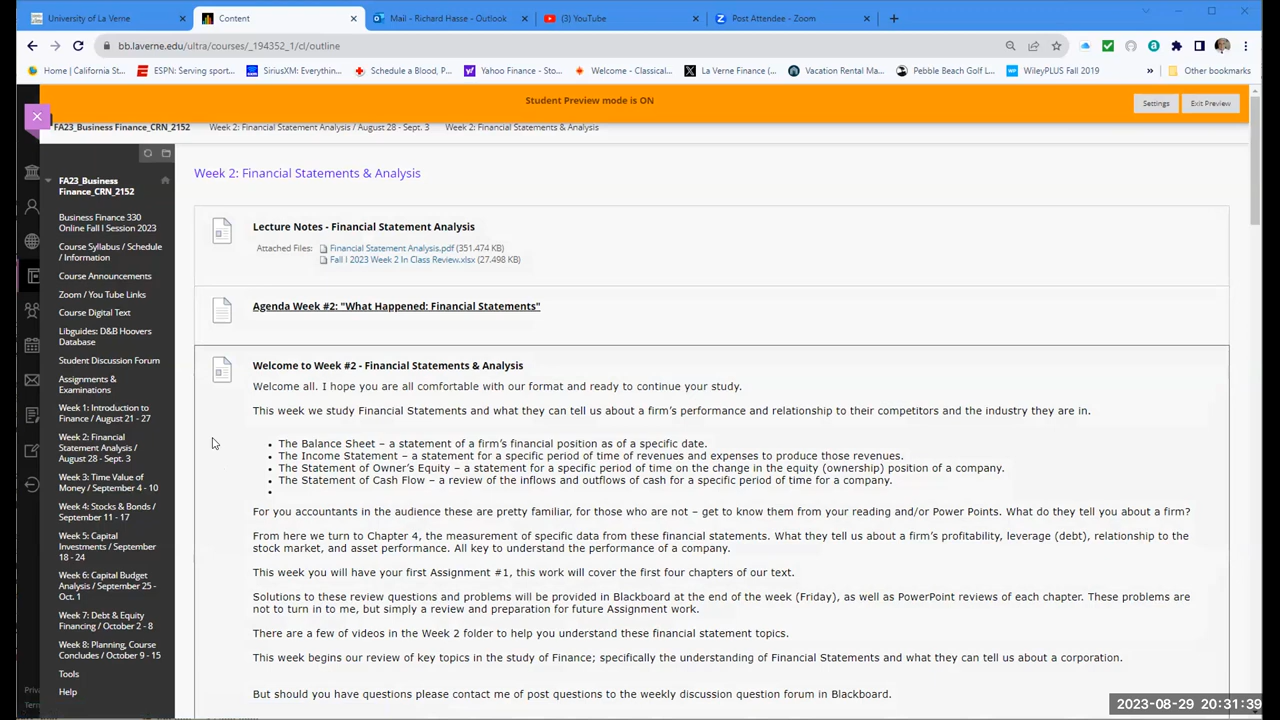 University of La Verne
Content
Mail - Richard Hasse - Outlook
(3) YouTube
Post Attendee - Zoom
bb.laverne.edu/ultra/courses/_194352_1/cl/outline
Home | California St...
ESPN: Serving sport...
SiriusXM: Everythin...
Schedule a Blood, P...
Yahoo Finance - Sto...
Welcome - Classical...
La Verne Finance (...
Vacation Rental Ma...
Pebble Beach Golf L...
WileyPLUS Fall 2019
Other bookmarks
Student Preview mode is ON
Settings
Exit Preview
FA23_Business Finance_CRN_2152
Week 2: Financial Statement Analysis / August 28 - Sept. 3
Week 2: Financial Statements & Analysis
FA23_Business
Finance_CRN_2152
Business Finance 330
Online Fall I Session 2023
Course Syllabus / Schedule
/ Information
Course Announcements
Zoom / You Tube Links
Course Digital Text
Libguides: D&B Hoovers
Database
Student Discussion Forum
Assignments &
Examinations
Week 1: Introduction to
Finance / August 21 - 27
Week 2: Financial
Statement Analysis /
August 28 - Sept. 3
Week 3: Time Value of
Money / September 4 - 10
Week 4: Stocks & Bonds /
September 11 - 17
Week 5: Capital
Investments / September
18 - 24
Week 6: Capital Budget
Analysis / September 25 -
Oct. 1
Week 7: Debt & Equity
Financing / October 2 - 8
Week 8: Planning, Course
Concludes / October 9 - 15
Tools
Help
Week 2: Financial Statements & Analysis
Lecture Notes - Financial Statement Analysis
Attached Files: Financial Statement Analysis.pdf (351.474 KB)
Fall I 2023 Week 2 In Class Review.xlsx (27.498 KB)
Agenda Week #2: "What Happened: Financial Statements"
Welcome to Week #2 - Financial Statements & Analysis
Welcome all. I hope you are all comfortable with our format and ready to continue your study.
This week we study Financial Statements and what they can tell us about a firm's performance and relationship to their competitors and the industry they are in.
• The Balance Sheet – a statement of a firm's financial position as of a specific date.
• The Income Statement – a statement for a specific period of time of revenues and expenses to produce those revenues.
• The Statement of Owner's Equity – a statement for a specific period of time on the change in the equity (ownership) position of a company.
• The Statement of Cash Flow – a review of the inflows and outflows of cash for a specific period of time for a company.
•
For you accountants in the audience these are pretty familiar, for those who are not – get to know them from your reading and/or Power Points. What do they tell you about a firm?
From here we turn to Chapter 4, the measurement of specific data from these financial statements. What they tell us about a firm's profitability, leverage (debt), relationship to the
stock market, and asset performance. All key to understand the performance of a company.
This week you will have your first Assignment #1, this work will cover the first four chapters of our text.
Solutions to these review questions and problems will be provided in Blackboard at the end of the week (Friday), as well as PowerPoint reviews of each chapter. These problems are
not to turn in to me, but simply a review and preparation for future Assignment work.
There are a few of videos in the Week 2 folder to help you understand these financial statement topics.
This week begins our review of key topics in the study of Finance; specifically the understanding of Financial Statements and what they can tell us about a corporation.
But should you have questions please contact me of post questions to the weekly discussion question forum in Blackboard.
Priv
Tern
2023-08-29 20:31:39